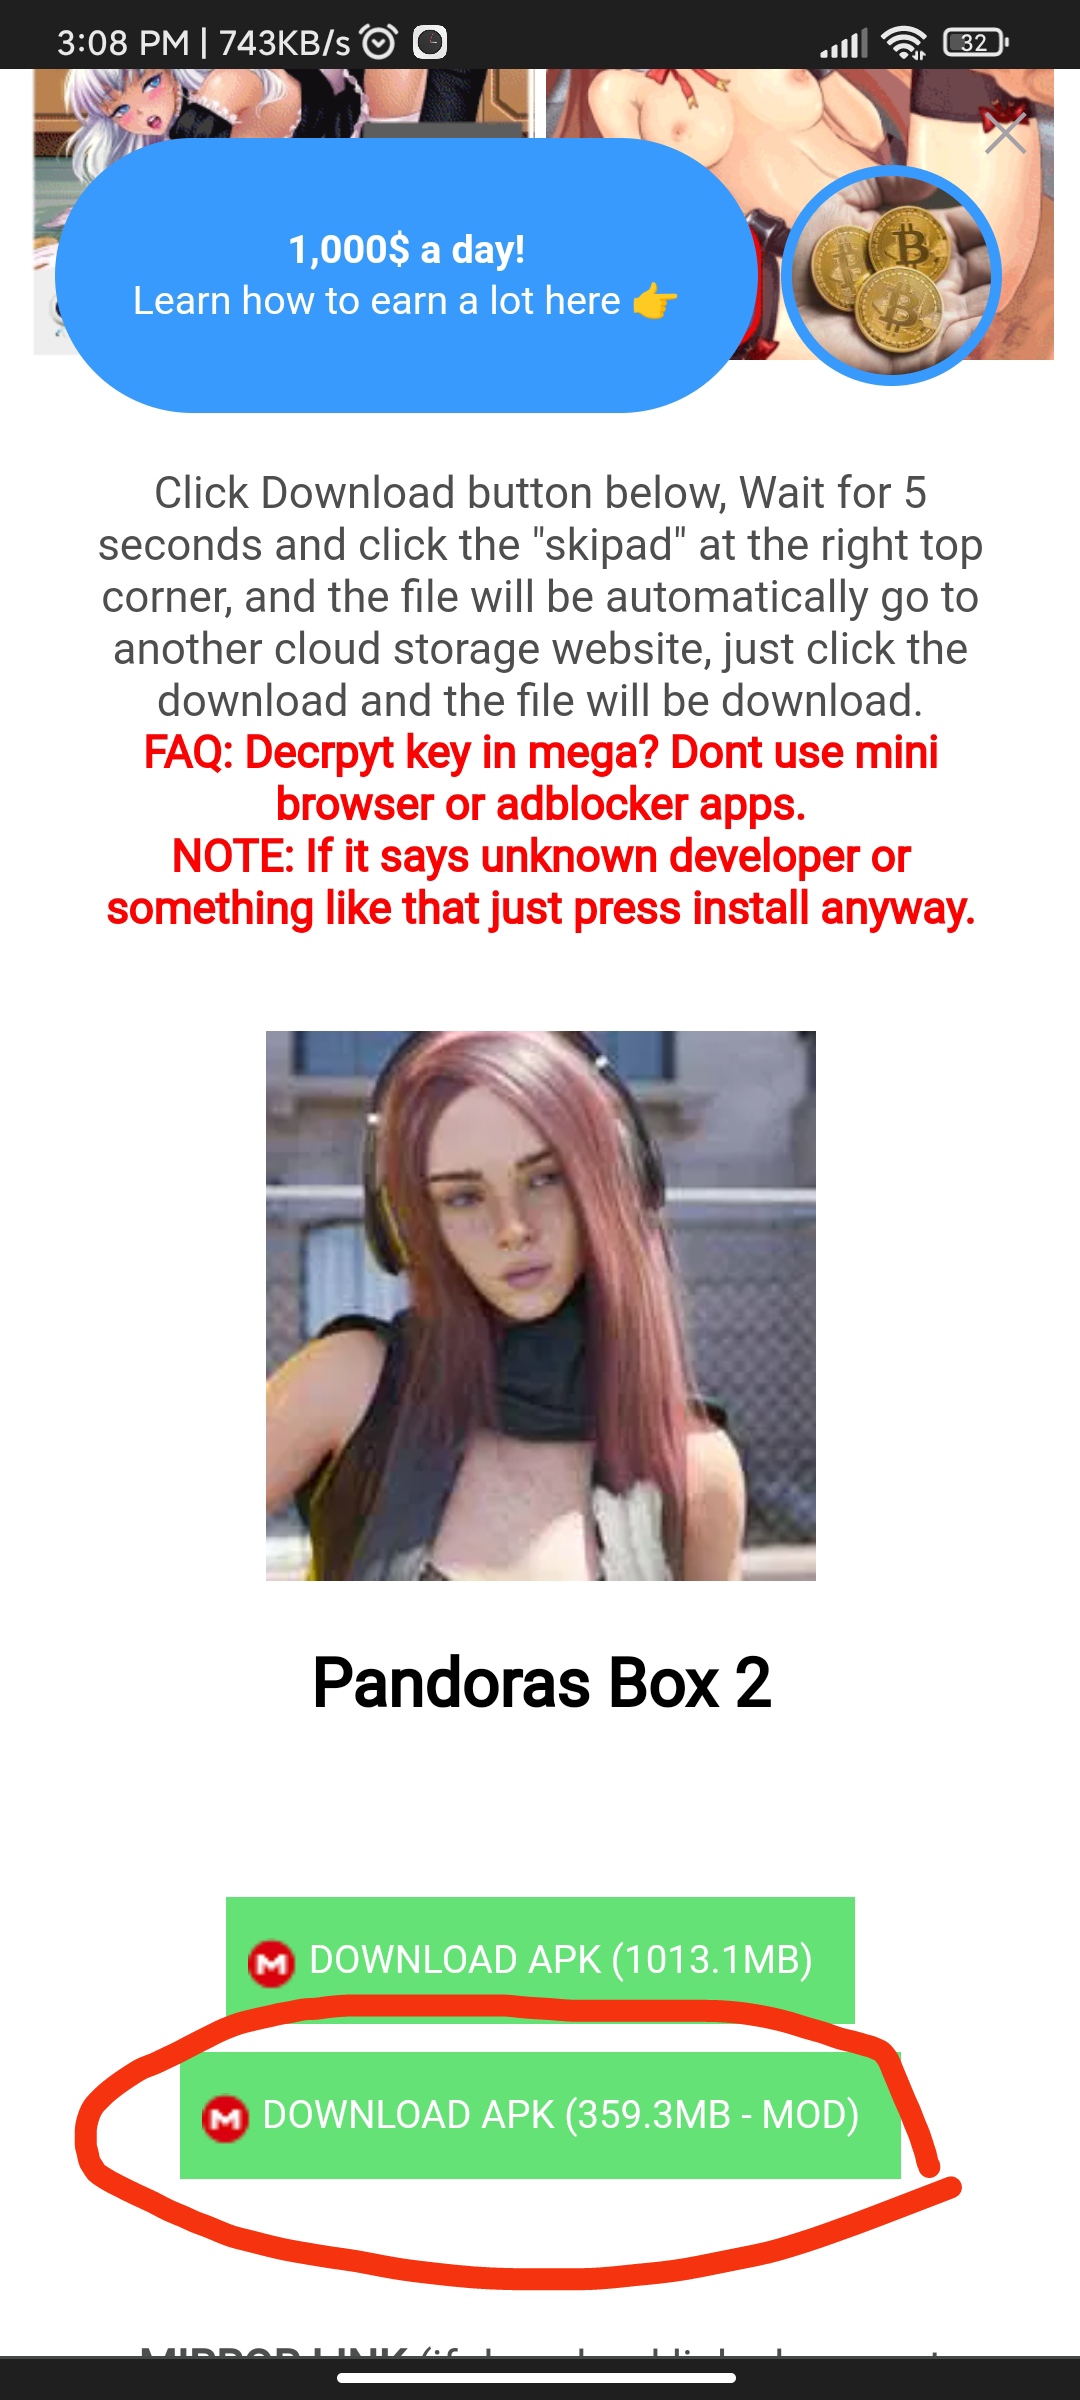 3:08 PM | 743KB/s
32
1,000$ a day!
Learn how to earn a lot here 👉
Click Download button below, Wait for 5
seconds and click the "skipad" at the right top
corner, and the file will be automatically go to
another cloud storage website, just click the
download and the file will be download.
FAQ: Decrpyt key in mega? Dont use mini
browser or adblocker apps.
NOTE: If it says unknown developer or
something like that just press install anyway.
Pandoras Box 2
M DOWNLOAD APK (1013.1MB)
M DOWNLOAD APK (359.3MB - MOD)
MIRROR LINK (if